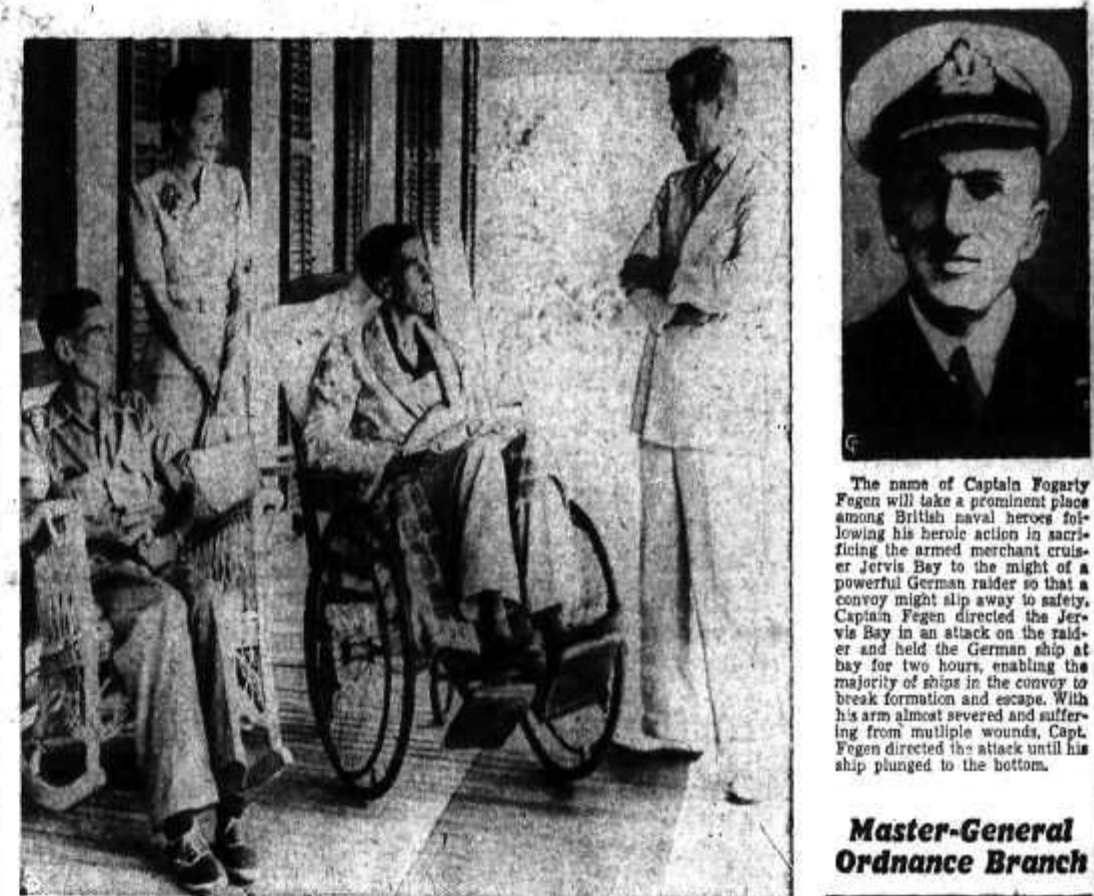 The name of Captain Fogarty
Fegen will take a prominent place
among British naval heroes fol-
lowing his heroic action in sacri-
ficing the armed merchant cruis-
er Jervis Bay to the might of a
powerful German raider so that a
convoy might slip away to safety.
Captain Fegen directed the Jer-
vis Bay in an attack on the raid-
er and held the German ship at
bay for two hours, enabling the
majority of ships in the convoy to
break formation and escape. With
his arm almost severed and suffer-
ing from mutliple wounds, Capt.
Fegen directed the attack until his
ship plunged to the bottom.
Master-General
Ordnance Branch